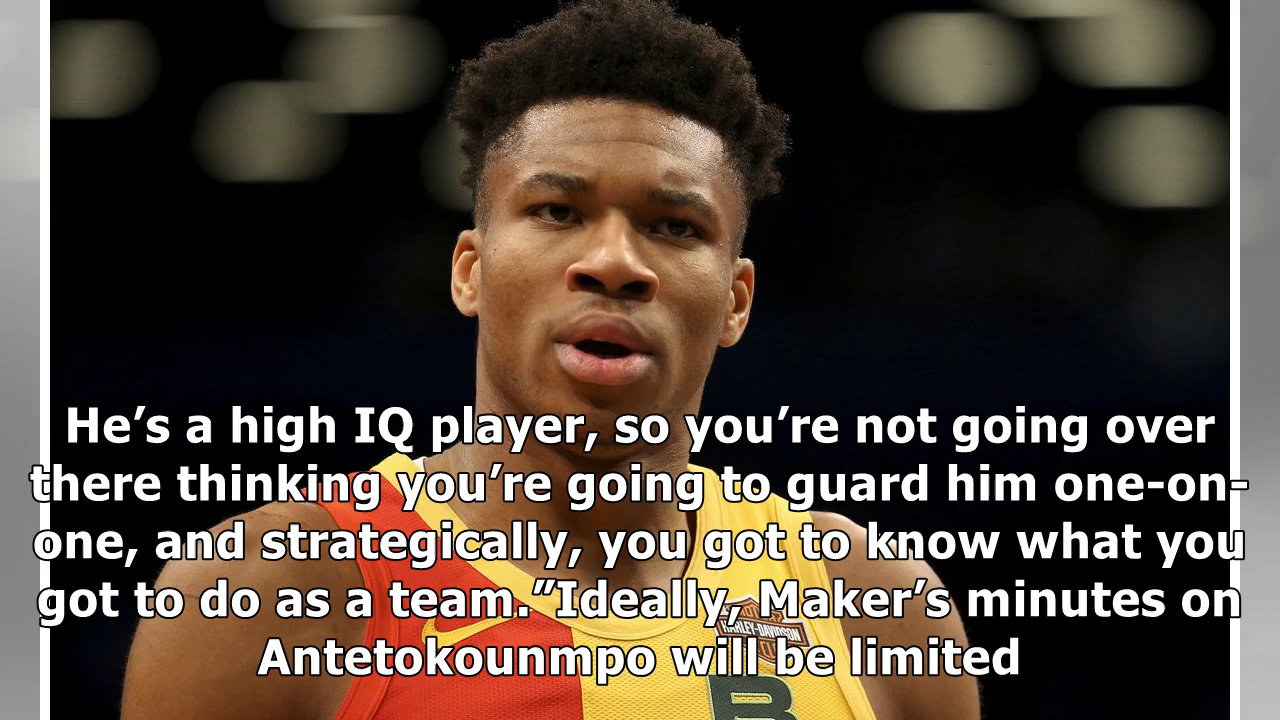 He’s a high IQ player, so you’re not going over
there thinking you’re going to guard him one-on-
one, and strategically, you got to know what you
got to do as a team.”Ideally, Maker’s minutes on
Antetokounmpo will be limited
HARLEY-DAVIDSON
B